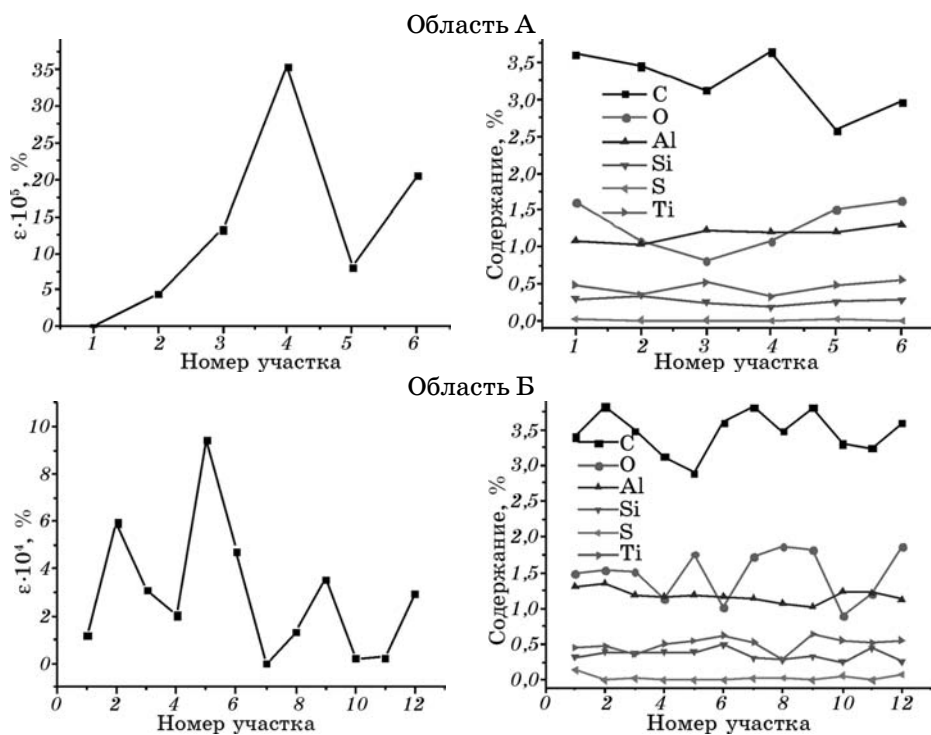 Область А
ε·10⁵, %
35
30
25
20
15
10
5
0
1 2 3 4 5 6
Номер участка
Содержание, %
3,5
3,0
2,5
2,0
1,5
1,0
0,5
0,0
C
O
Al
Si
S
Ti
1 2 3 4 5 6
Номер участка
Область Б
ε·10⁴, %
10
8
6
4
2
0
0 2 4 6 8 10 12
Номер участка
Содержание, %
3,5
3,0
2,5
2,0
1,5
1,0
0,5
0,0
C
O
Al
Si
S
Ti
0 2 4 6 8 10 12
Номер участка